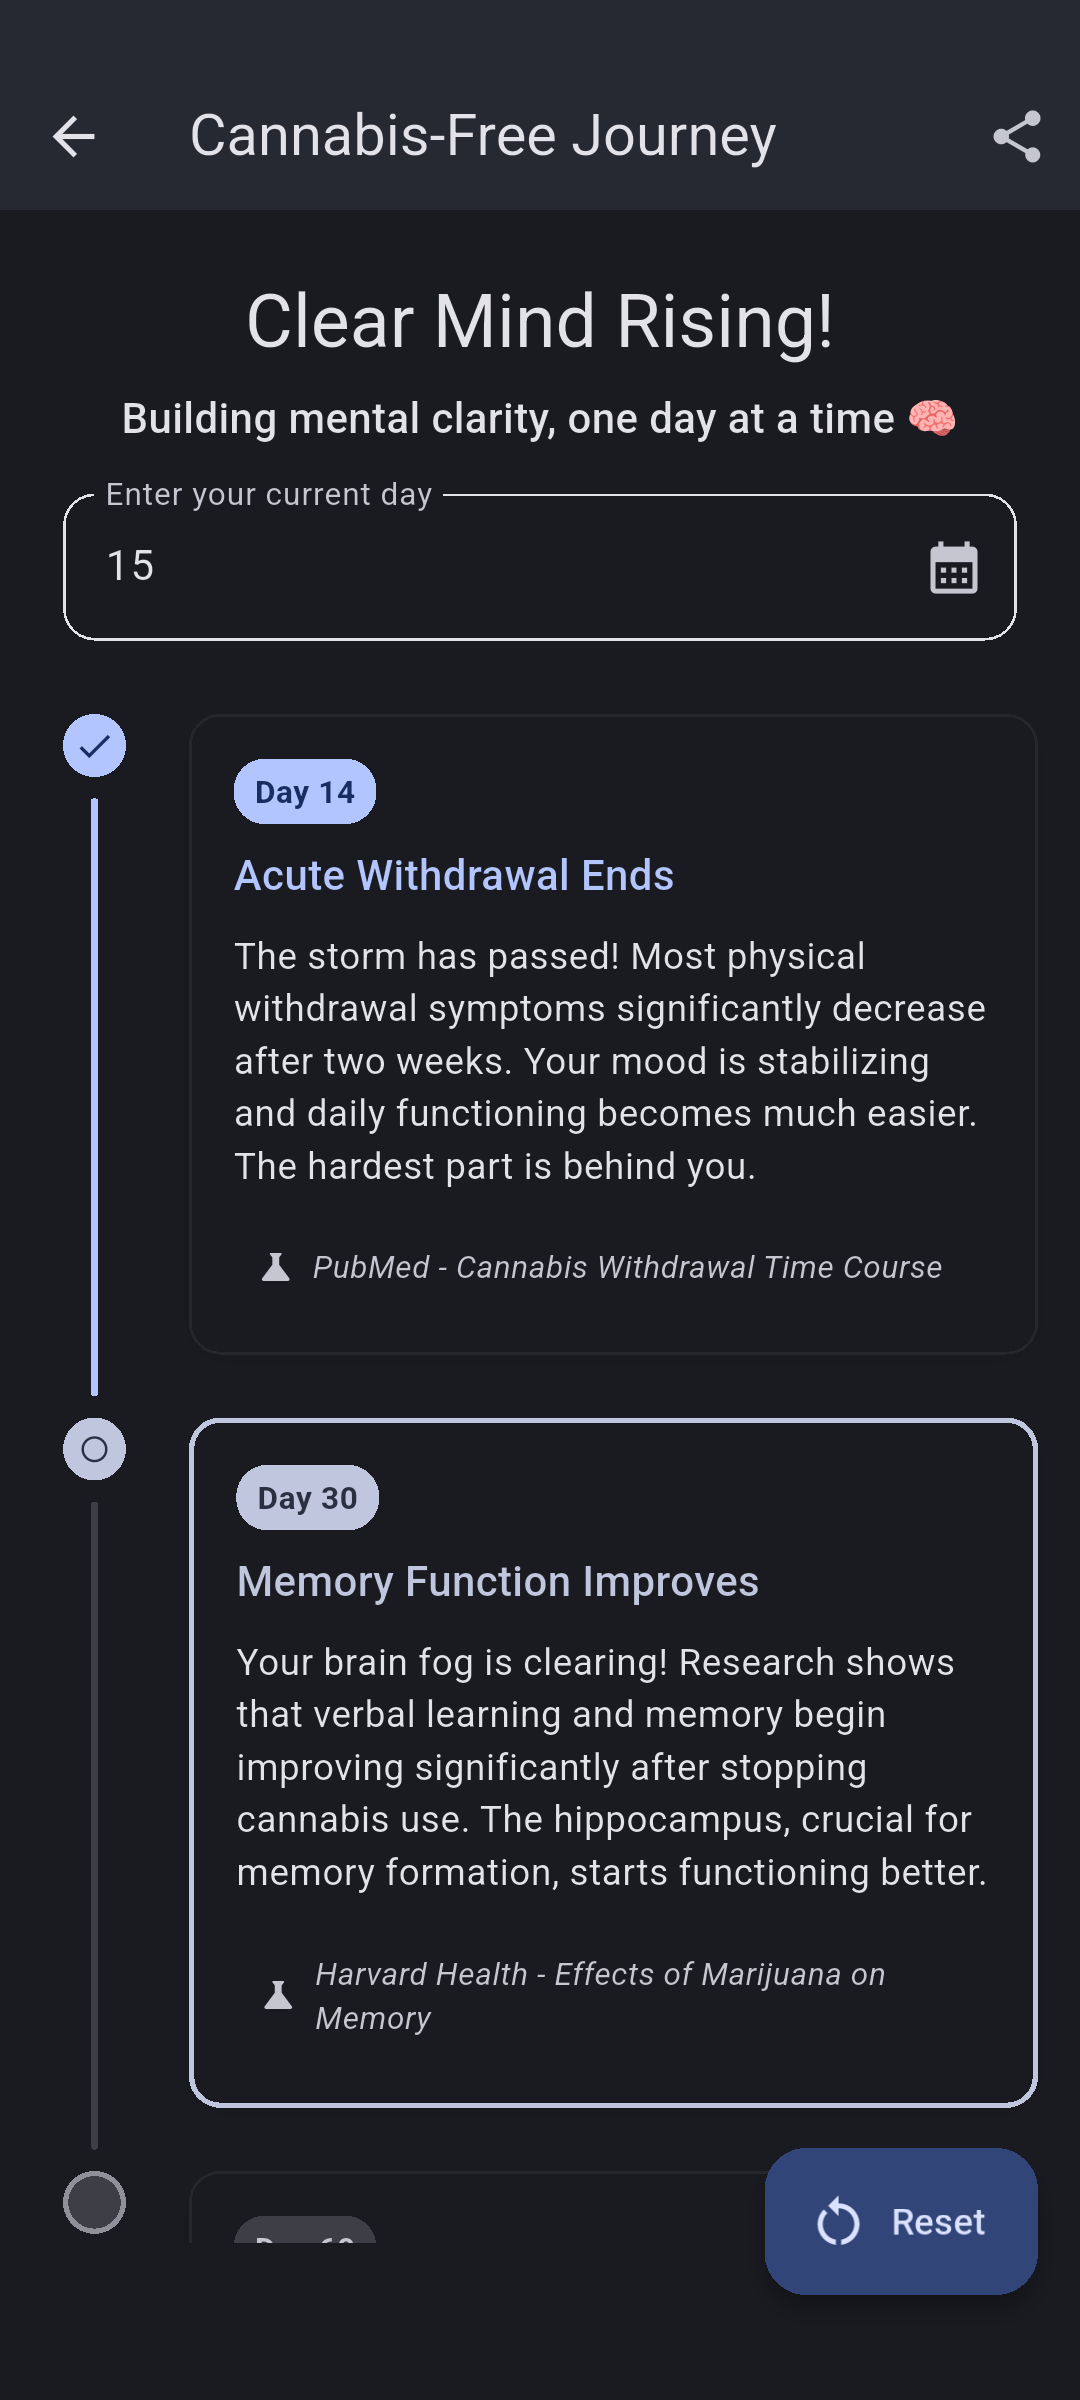 Cannabis-Free Journey
Clear Mind Rising!
Building mental clarity, one day at a time 🧠
Enter your current day
15
Day 14
Acute Withdrawal Ends
The storm has passed! Most physical
withdrawal symptoms significantly decrease
after two weeks. Your mood is stabilizing
and daily functioning becomes much easier.
The hardest part is behind you.
PubMed - Cannabis Withdrawal Time Course
Day 30
Memory Function Improves
Your brain fog is clearing! Research shows
that verbal learning and memory begin
improving significantly after stopping
cannabis use. The hippocampus, crucial for
memory formation, starts functioning better.
Harvard Health - Effects of Marijuana on
Memory
Day
Reset